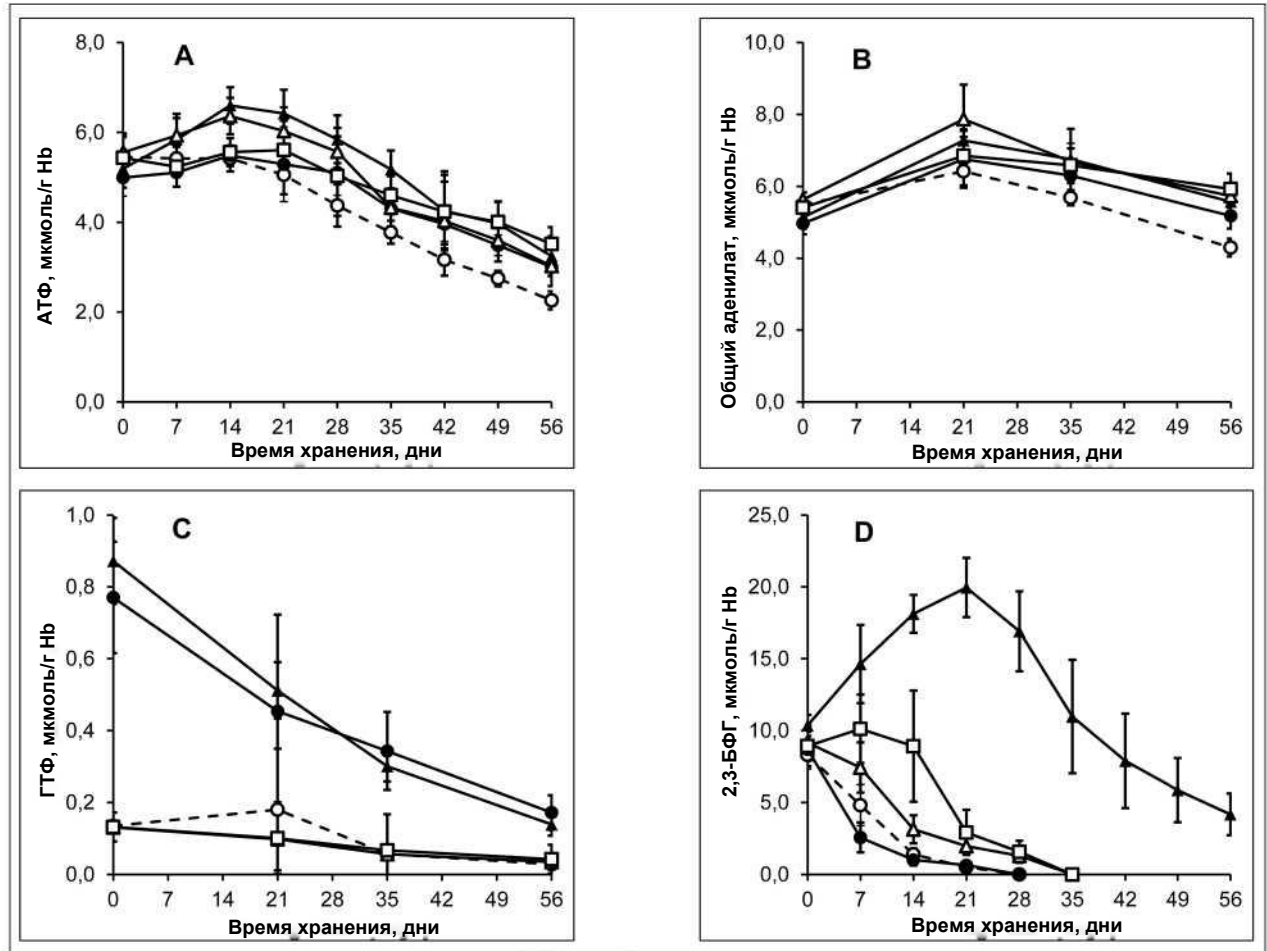 A
АТФ, мкмоль/г Hb
8,0
6,0
4,0
2,0
0,0
0 7 14 21 28 35 42 49 56
Время хранения, дни
B
Общий аденилат, мкмоль/г Hb
10,0
8,0
6,0
4,0
2,0
0,0
0 7 14 21 28 35 42 49 56
Время хранения, дни
C
ГТФ, мкмоль/г Hb
1,0
0,8
0,6
0,4
0,2
0,0
0 7 14 21 28 35 42 49 56
Время хранения, дни
D
2,3-БФГ, мкмоль/г Hb
25,0
20,0
15,0
10,0
5,0
0,0
0 7 14 21 28 35 42 49 56
Время хранения, дни